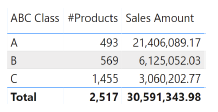 ABC Class #Products Sales Amount
A 493 21,406,089.17
B 569 6,125,052.03
C 1,455 3,060,202.77
Total 2,517 30,591,343.98